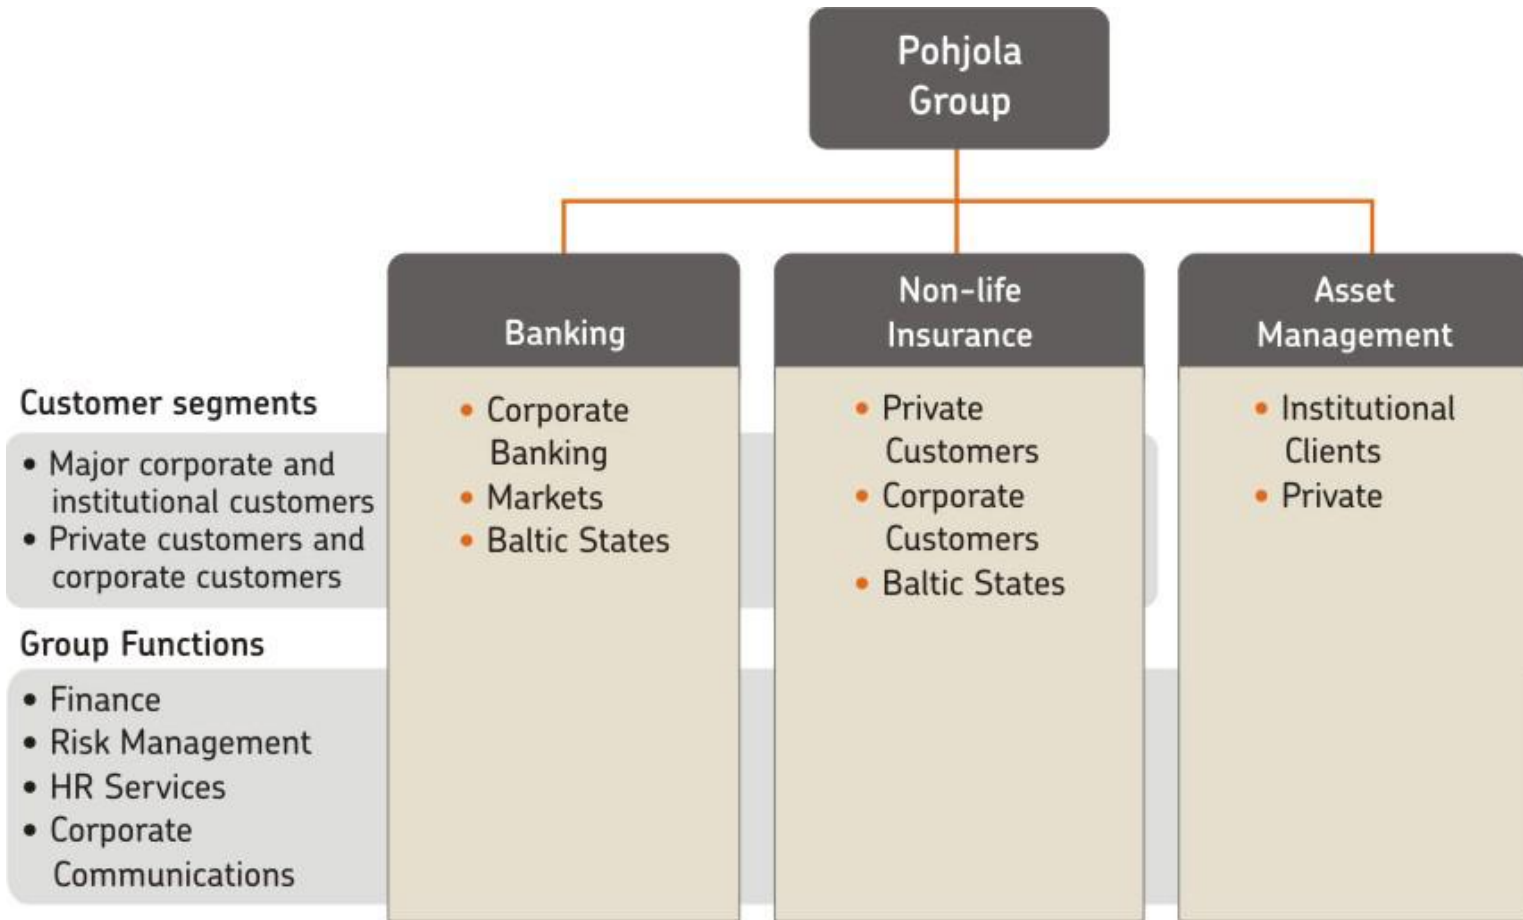 Pohjola
Group
Banking
Non-life
Insurance
Asset
Management
Customer segments
• Major corporate and
institutional customers
• Private customers and
corporate customers
Group Functions
• Finance
• Risk Management
• HR Services
• Corporate
Communications
• Corporate
Banking
• Markets
• Baltic States
• Private
Customers
• Corporate
Customers
• Baltic States
• Institutional
Clients
• Private